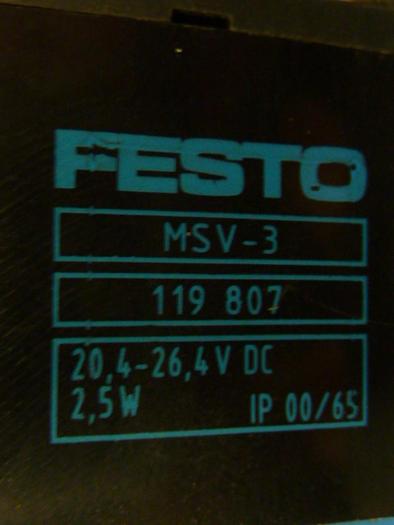 FESTO
MSV-3
119 807
20,4-26,4V DC
2,5W IP 00/65